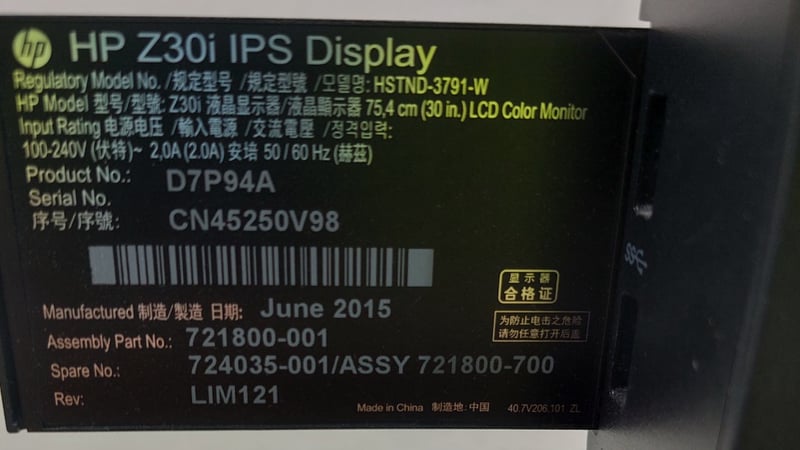 hp HP Z30i IPS Display
Regulatory Model No. /规定型号 /規定型號 /모델명: HSTND-3791-W
HP Model 型号/型號: Z30i 液晶显示器/液晶顯示器 75,4 cm (30 in.) LCD Color Monitor
Input Rating 电源电压 /輸入電源 /交流電壓 /정격입력:
100-240V (伏特)~ 2,0A (2.0A) 安培 50 / 60 Hz (赫茲)
Product No.: D7P94A
Serial No.
序号/序號: CN45250V98
显示器
合格证
Manufactured 制造/製造 日期: June 2015
为防止电击之危险
请勿任意打开后盖
Assembly Part No.: 721800-001
Spare No.: 724035-001/ASSY 721800-700
Rev: LIM121
Made in China 制造地: 中国 40.7V206.101 ZL